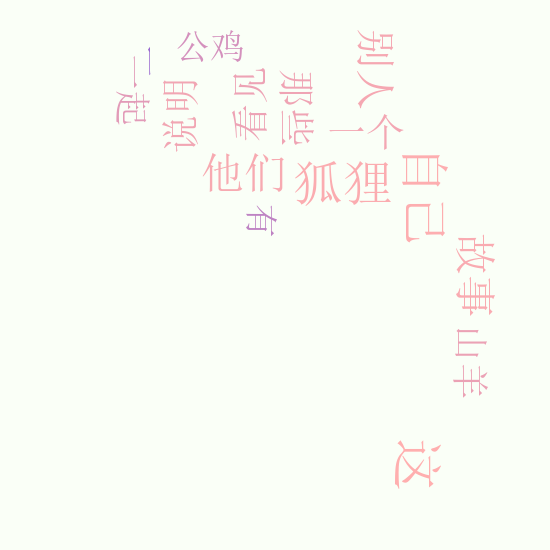 公鸡
别人
一起
说明
看见
那些
一个
他们
狐狸
自己
有
故事
山羊
这